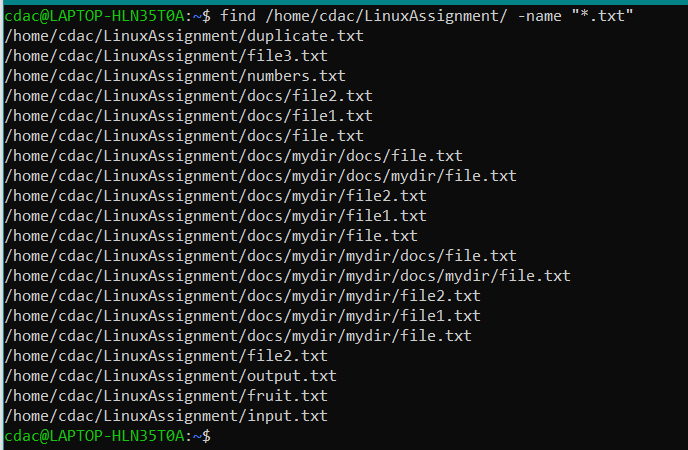 cdac@LAPTOP-HLN35T0A:~$ find /home/cdac/LinuxAssignment/ -name "*.txt"
/home/cdac/LinuxAssignment/duplicate.txt
/home/cdac/LinuxAssignment/file3.txt
/home/cdac/LinuxAssignment/numbers.txt
/home/cdac/LinuxAssignment/docs/file2.txt
/home/cdac/LinuxAssignment/docs/file1.txt
/home/cdac/LinuxAssignment/docs/file.txt
/home/cdac/LinuxAssignment/docs/mydir/docs/file.txt
/home/cdac/LinuxAssignment/docs/mydir/docs/mydir/file.txt
/home/cdac/LinuxAssignment/docs/mydir/file2.txt
/home/cdac/LinuxAssignment/docs/mydir/file1.txt
/home/cdac/LinuxAssignment/docs/mydir/file.txt
/home/cdac/LinuxAssignment/docs/mydir/mydir/docs/file.txt
/home/cdac/LinuxAssignment/docs/mydir/mydir/docs/mydir/file.txt
/home/cdac/LinuxAssignment/docs/mydir/mydir/file2.txt
/home/cdac/LinuxAssignment/docs/mydir/mydir/file1.txt
/home/cdac/LinuxAssignment/docs/mydir/mydir/file.txt
/home/cdac/LinuxAssignment/file2.txt
/home/cdac/LinuxAssignment/output.txt
/home/cdac/LinuxAssignment/fruit.txt
/home/cdac/LinuxAssignment/input.txt
cdac@LAPTOP-HLN35T0A:~$